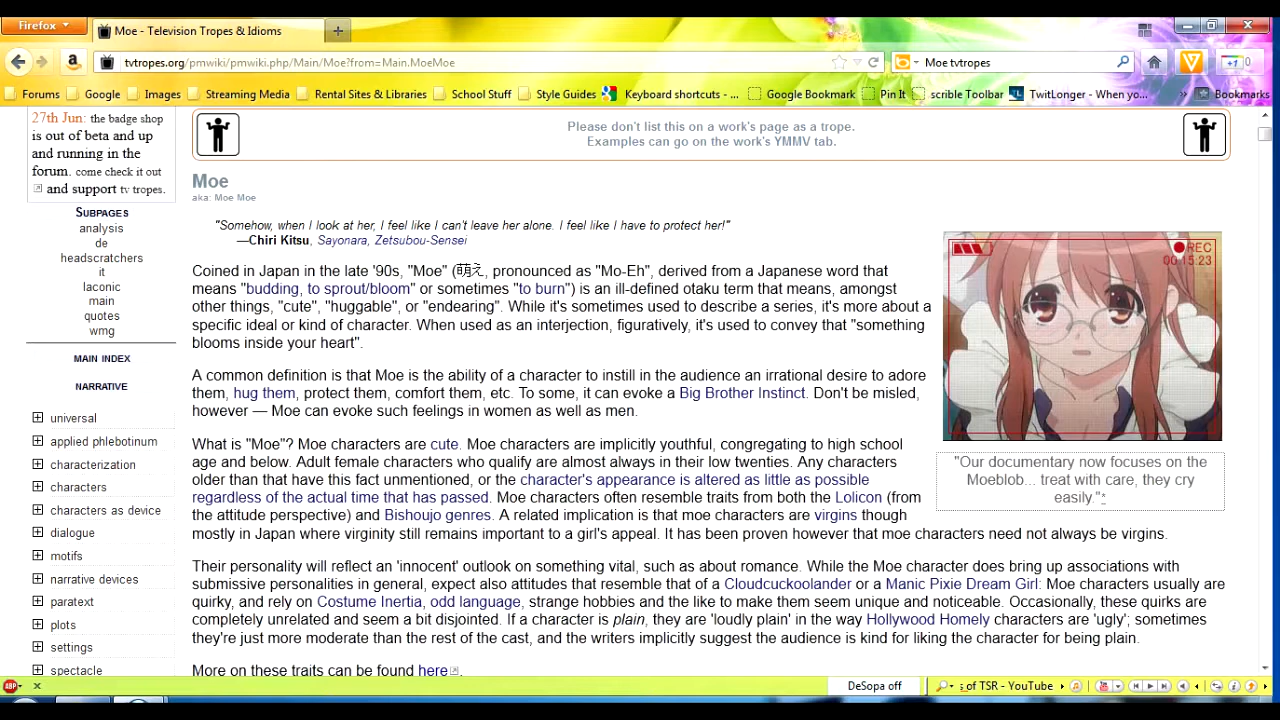 Firefox
Moe - Television Tropes & Idioms
tvtropes.org/pmwiki/pmwiki.php/Main/Moe?from=Main.MoeMoe
Moe tvtropes
+1 0
Forums Google Images Streaming Media Rental Sites & Libraries School Stuff Style Guides Keyboard shortcuts - ... Google Bookmark Pin It scrible Toolbar TwitLonger - When yo... » Bookmarks
27th Jun: the badge shop
is out of beta and up
and running in the
forum. come check it out
and support tv tropes.
Subpages
analysis
de
headscratchers
it
laconic
main
quotes
wmg
MAIN INDEX
NARRATIVE
universal
applied phlebotinum
characterization
characters
characters as device
dialogue
motifs
narrative devices
paratext
plots
settings
spectacle
Please don't list this on a work's page as a trope.
Examples can go on the work's YMMV tab.
Moe
aka: Moe Moe
"Somehow, when I look at her, I feel like I can't leave her alone. I feel like I have to protect her!"
—Chiri Kitsu, Sayonara, Zetsubou-Sensei
Coined in Japan in the late '90s, "Moe" (萌え, pronounced as "Mo-Eh", derived from a Japanese word that
means "budding, to sprout/bloom" or sometimes "to burn") is an ill-defined otaku term that means, amongst
other things, "cute", "huggable", or "endearing". While it's sometimes used to describe a series, it's more about a
specific ideal or kind of character. When used as an interjection, figuratively, it's used to convey that "something
blooms inside your heart".
A common definition is that Moe is the ability of a character to instill in the audience an irrational desire to adore
them, hug them, protect them, comfort them, etc. To some, it can evoke a Big Brother Instinct. Don't be misled,
however — Moe can evoke such feelings in women as well as men.
What is "Moe"? Moe characters are cute. Moe characters are implicitly youthful, congregating to high school
age and below. Adult female characters who qualify are almost always in their low twenties. Any characters
older than that have this fact unmentioned, or the character's appearance is altered as little as possible
regardless of the actual time that has passed. Moe characters often resemble traits from both the Lolicon (from
the attitude perspective) and Bishoujo genres. A related implication is that moe characters are virgins though
mostly in Japan where virginity still remains important to a girl's appeal. It has been proven however that moe characters need not always be virgins.
Their personality will reflect an 'innocent' outlook on something vital, such as about romance. While the Moe character does bring up associations with
submissive personalities in general, expect also attitudes that resemble that of a Cloudcuckoolander or a Manic Pixie Dream Girl: Moe characters usually are
quirky, and rely on Costume Inertia, odd language, strange hobbies and the like to make them seem unique and noticeable. Occasionally, these quirks are
completely unrelated and seem a bit disjointed. If a character is plain, they are 'loudly plain' in the way Hollywood Homely characters are 'ugly'; sometimes
they're just more moderate than the rest of the cast, and the writers implicitly suggest the audience is kind for liking the character for being plain.
More on these traits can be found here.
REC
00:15:23
"Our documentary now focuses on the
Moeblob... treat with care, they cry
easily."*
ABP
DeSopa off
s of TSR - YouTube